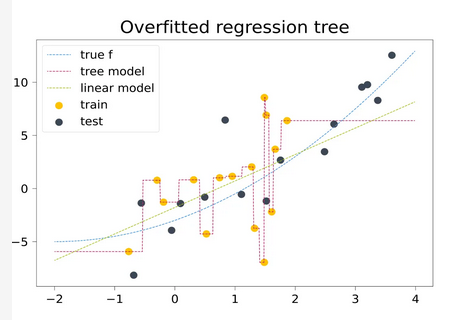 Overfitted regression tree
true f
tree model
linear model
train
test
10
5
0
−5
−2
−1
0
1
2
3
4